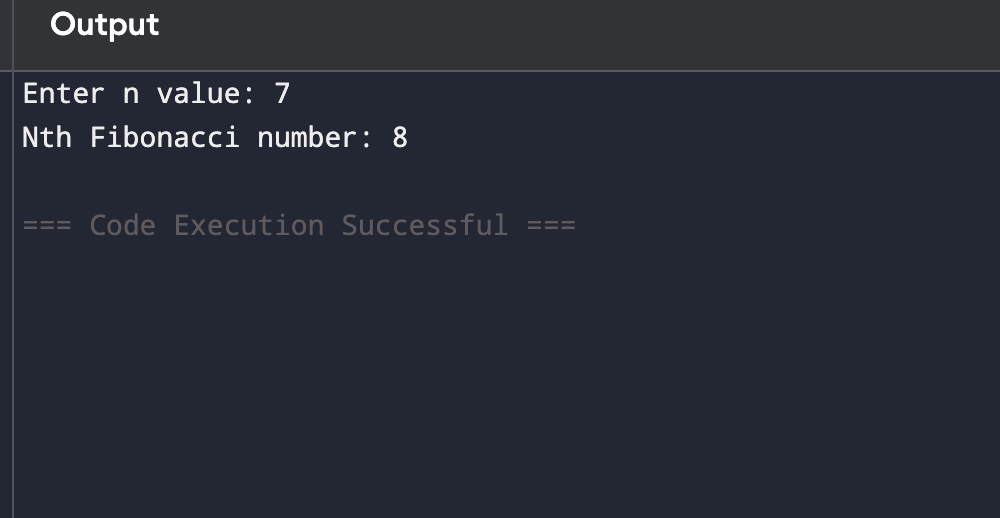 Output
Enter n value: 7
Nth Fibonacci number: 8
=== Code Execution Successful ===